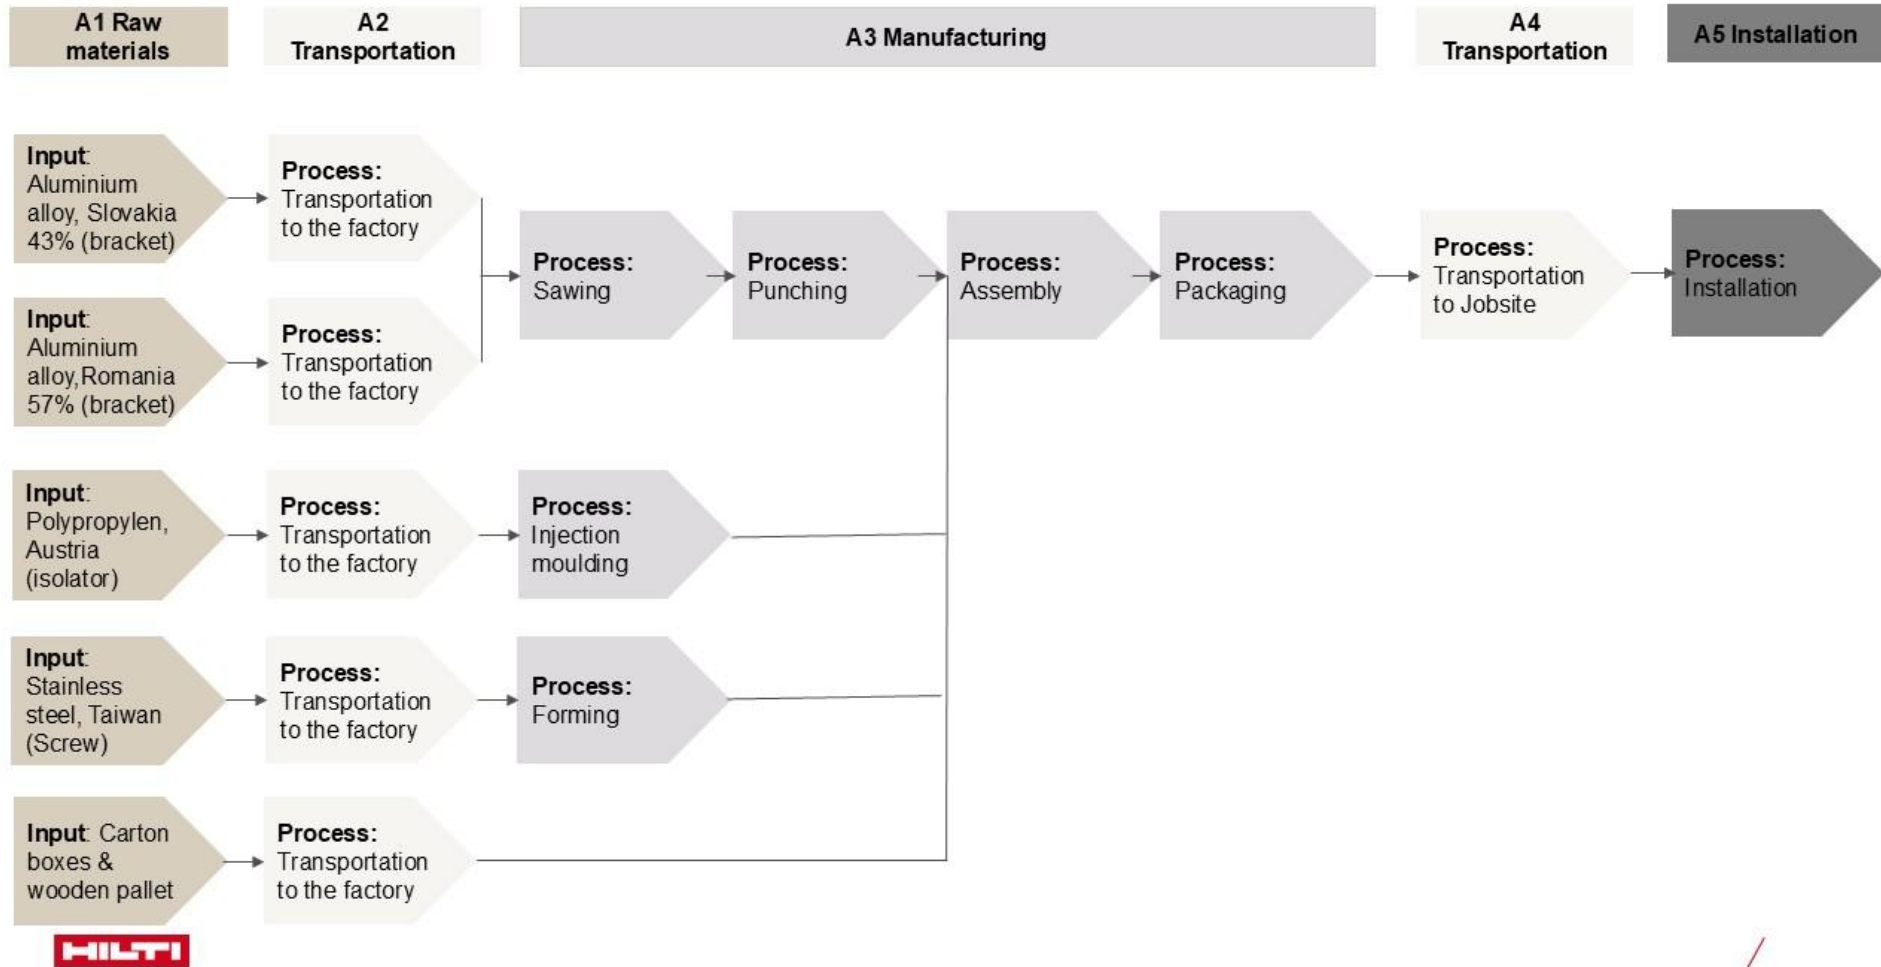 A1 Raw
materials
A2
Transportation
A3 Manufacturing
A4
Transportation
A5 Installation
Input:
Aluminium
alloy, Slovakia
43% (bracket)
Process:
Transportation
to the factory
Input:
Aluminium
alloy,Romania
57% (bracket)
Process:
Transportation
to the factory
Process:
Sawing
Process:
Punching
Process:
Assembly
Process:
Packaging
Process:
Transportation
to Jobsite
Process:
Installation
Input:
Polypropylen,
Austria
(isolator)
Process:
Transportation
to the factory
Process:
Injection
moulding
Input:
Stainless
steel, Taiwan
(Screw)
Process:
Transportation
to the factory
Process:
Forming
Input: Carton
boxes &
wooden pallet
Process:
Transportation
to the factory
HILTI